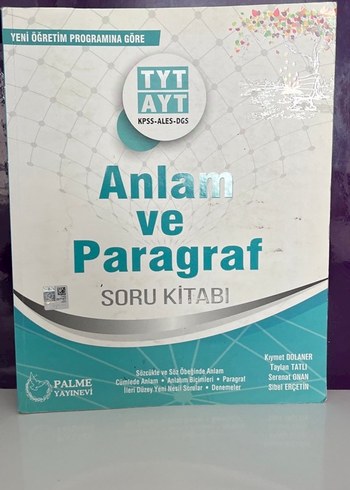 YENİ ÖĞRETİM PROGRAMINA GÖRE
TYT
AYT
KPSS-ALES-DGS
Anlam
ve
Paragraf
SORU KİTABI
Kıymet DOLANER
Taylan TATLI
Serenat ONAN
Sibel ERÇETİN
Sözcükte ve Söz Öbeğinde Anlam
Cümlede Anlam • Anlatım Biçimleri • Paragraf
İleri Düzey Yeni Nesil Sorular • Denemeler
PALME
YAYINEVİ